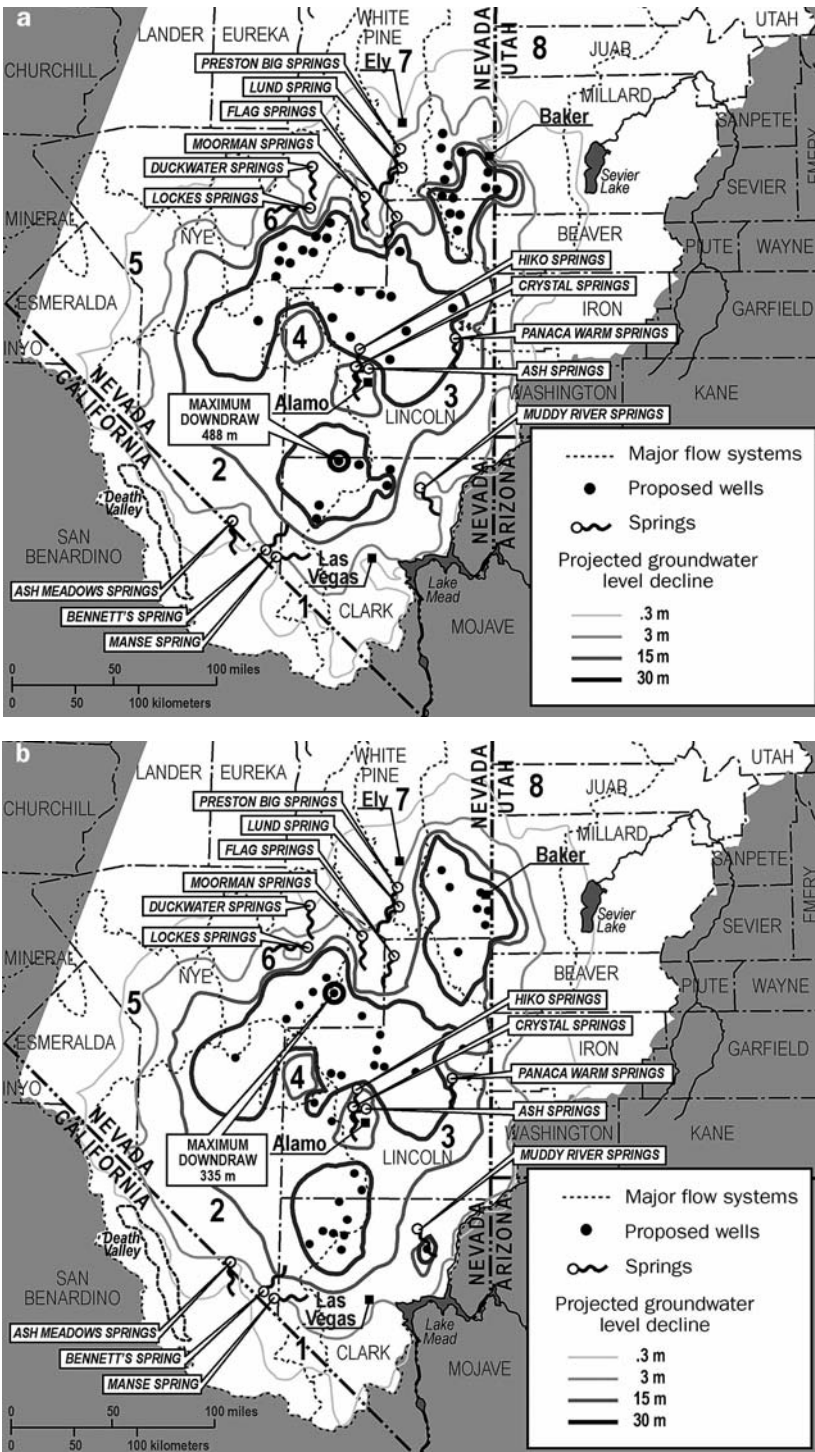 a
LANDER
EUREKA
WHITE
PINE
7
8
UTAH
JUAB
CHURCHILL
PRESTON BIG SPRINGS
Ely
NEVADA
UTAH
LUND SPRING
MILLARD
FLAG SPRINGS
Baker
SANPETE
MOORMAN SPRINGS
EMERY
DUCKWATER SPRINGS
Sevier
Lake
SEVIER
LOCKES SPRINGS
MINERAL
6
NYE
BEAVER
PIUTE
WAYNE
5
HIKO SPRINGS
CRYSTAL SPRINGS
ESMERALDA
IRON
GARFIELD
4
PANACA WARM SPRINGS
INYO
NEVADA
CALIFORNIA
ASH SPRINGS
3
MAXIMUM
DOWNDRAW
488 m
Alamo
LINCOLN
WASHINGTON
KANE
MUDDY RIVER SPRINGS
2
NEVADA
ARIZONA
Death
Valley
SAN
BENARDINO
Las
Vegas
ASH MEADOWS SPRINGS
BENNETT'S SPRING
MANSE SPRING
1
CLARK
Lake
Mead
MOJAVE
Major flow systems
Proposed wells
Springs
Projected groundwater
level decline
.3 m
3 m
15 m
30 m
0 50 100 miles
0 50 100 kilometers
b
LANDER
EUREKA
WHITE
PINE
7
8
UTAH
JUAB
CHURCHILL
PRESTON BIG SPRINGS
Ely
NEVADA
UTAH
LUND SPRING
MILLARD
FLAG SPRINGS
Baker
SANPETE
MOORMAN SPRINGS
EMERY
DUCKWATER SPRINGS
Sevier
Lake
SEVIER
LOCKES SPRINGS
MINERAL
6
NYE
BEAVER
PIUTE
WAYNE
5
HIKO SPRINGS
CRYSTAL SPRINGS
ESMERALDA
IRON
GARFIELD
4
PANACA WARM SPRINGS
INYO
NEVADA
CALIFORNIA
ASH SPRINGS
3
MAXIMUM
DOWNDRAW
335 m
Alamo
LINCOLN
WASHINGTON
KANE
MUDDY RIVER SPRINGS
2
NEVADA
ARIZONA
Death
Valley
SAN
BENARDINO
Las
Vegas
ASH MEADOWS SPRINGS
BENNETT'S SPRING
MANSE SPRING
1
CLARK
Lake
Mead
MOJAVE
Major flow systems
Proposed wells
Springs
Projected groundwater
level decline
.3 m
3 m
15 m
30 m
0 50 100 miles
0 50 100 kilometers